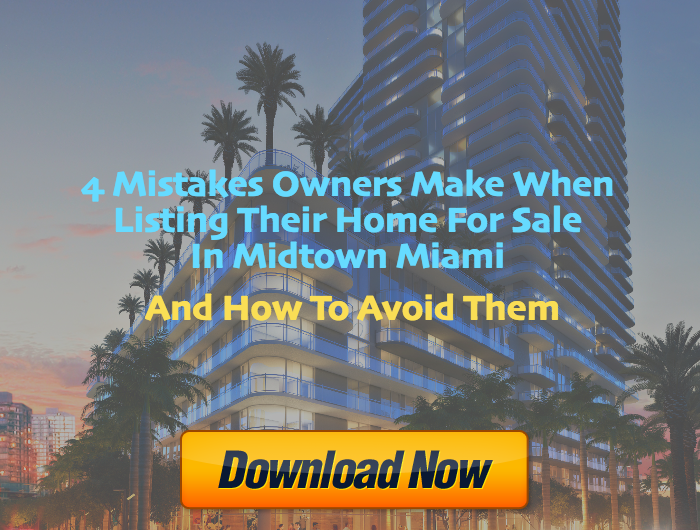 4 Mistakes Owners Make When
Listing Their Home For Sale
In Midtown Miami
And How To Avoid Them
Download Now